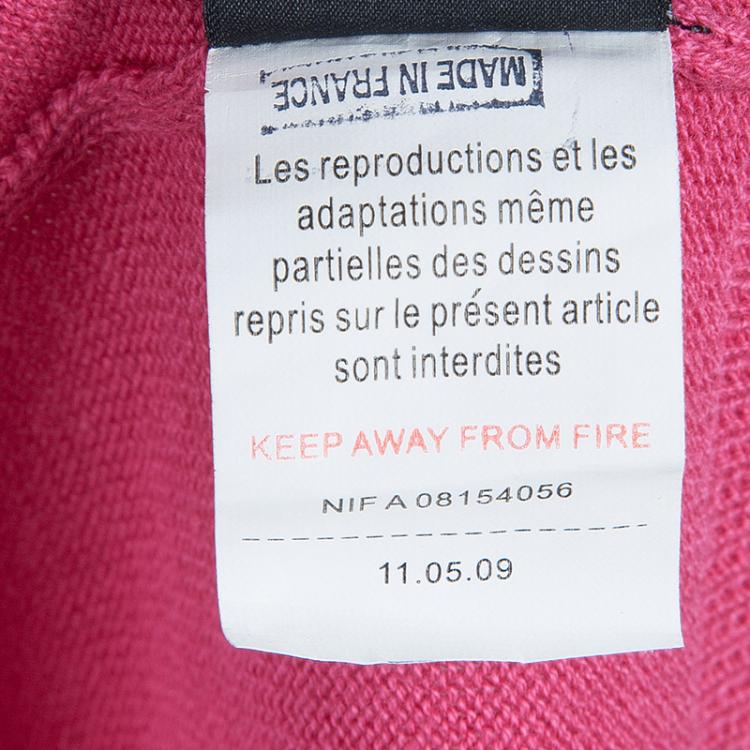 MADE IN FRANCE
Les reproductions et les
adaptations même
partielles des dessins
repris sur le présent article
sont interdites
KEEP AWAY FROM FIRE
NIF A 08154056
11.05.09